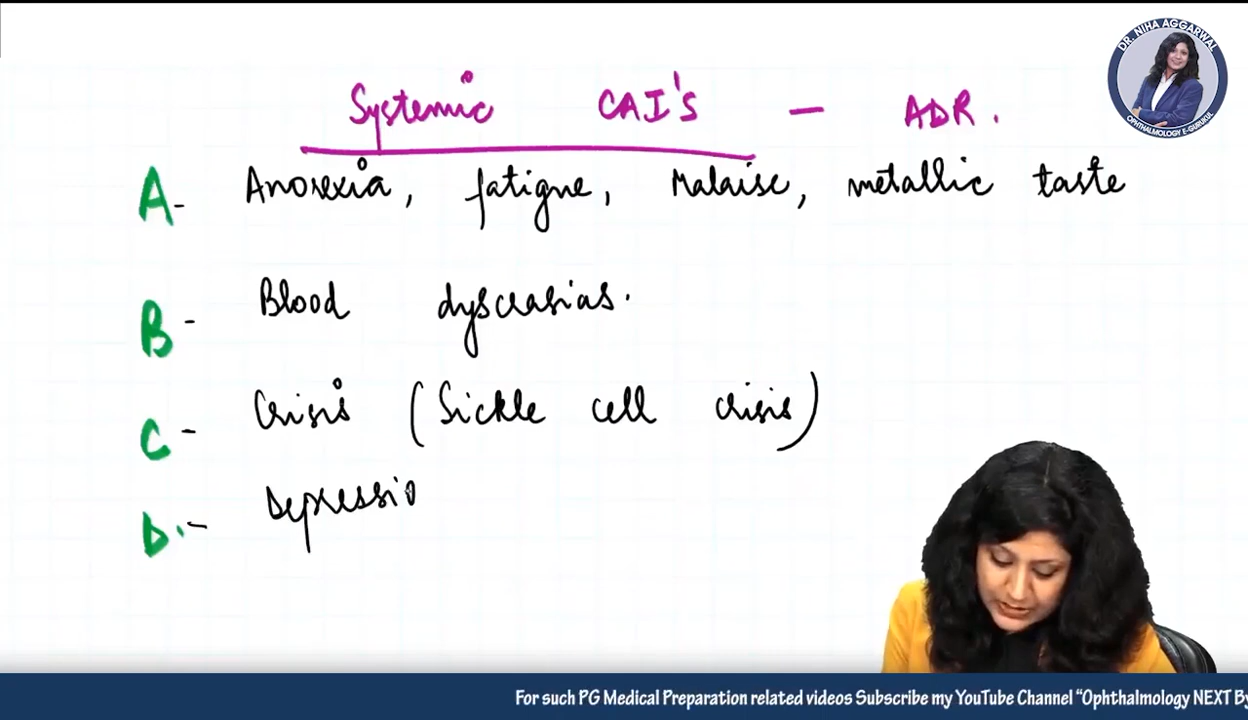 DR. NIHA AGGARWAL
OPHTHALMOLOGY E-GURUKUL
Systemic CAI's - ADR.
A- Anorexia, fatigue, Malaise, metallic taste
B- Blood dyscrasias.
C- Crisis (Sickle cell crisis)
D.- Depressio
For such PG Medical Preparation related videos Subscribe my YouTube Channel "Ophthalmology NEXT By